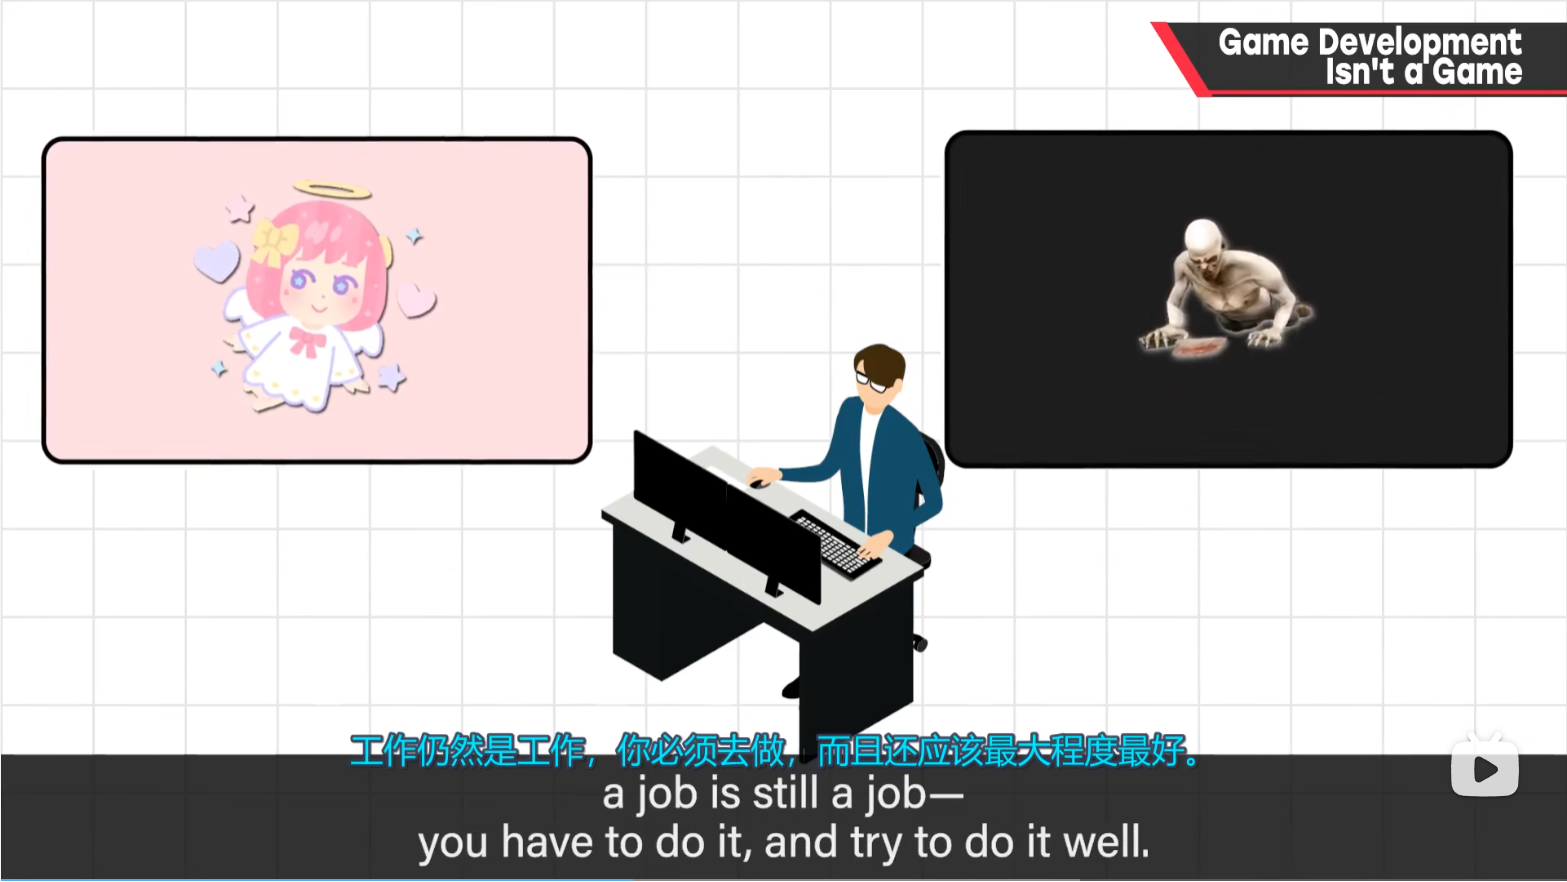 Game Development
Isn't a Game
工作仍然是工作，你必须去做，而且还应该最大程度最好。
a job is still a job—
you have to do it, and try to do it well.